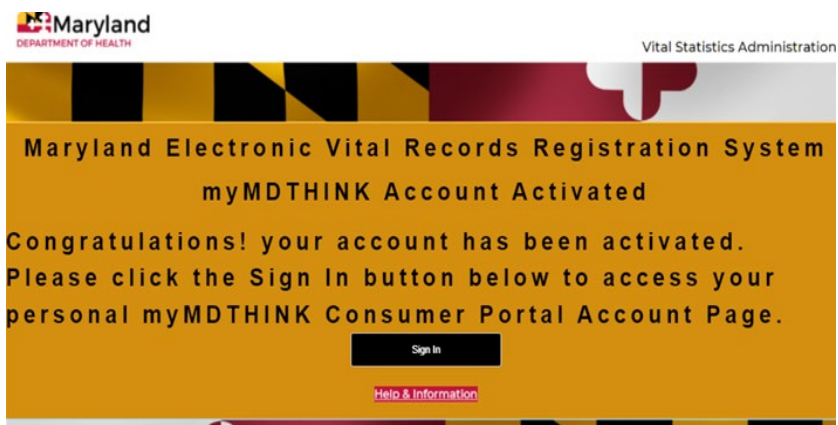 Maryland
DEPARTMENT OF HEALTH
Vital Statistics Administration
Maryland Electronic Vital Records Registration System
myMDTHINK Account Activated
Congratulations! your account has been activated.
Please click the Sign In button below to access your
personal myMDTHINK Consumer Portal Account Page.
Sign In
Help & Information